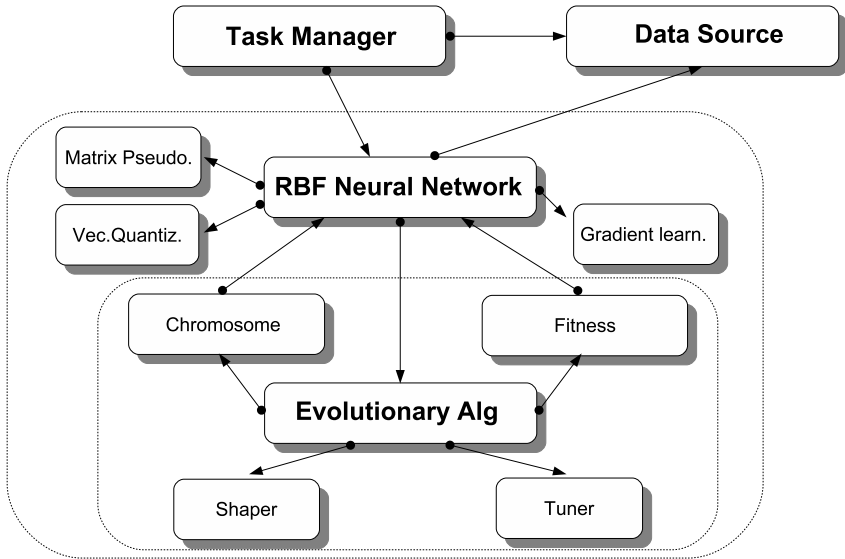 Task Manager
Data Source
Matrix Pseudo.
RBF Neural Network
Vec.Quantiz.
Gradient learn.
Chromosome
Fitness
Evolutionary Alg
Shaper
Tuner